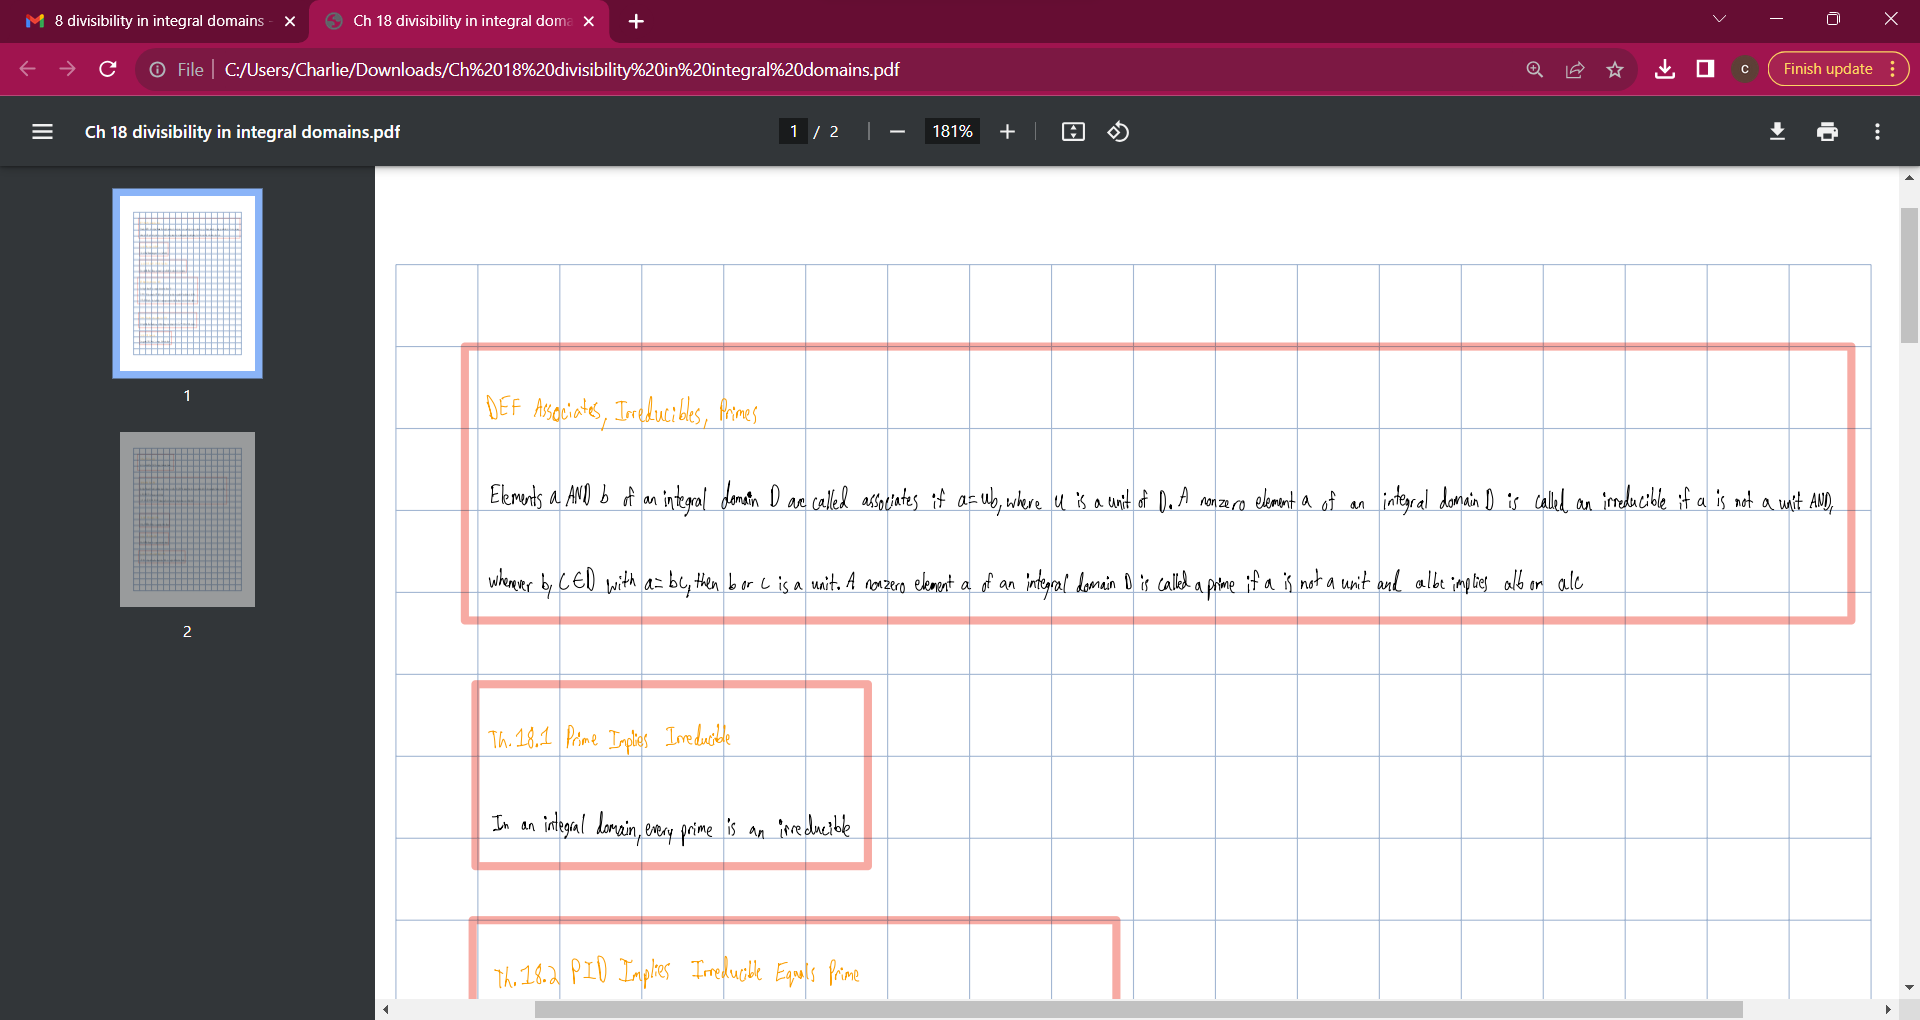 8 divisibility in integral domains -
Ch 18 divisibility in integral doma
File
C:/Users/Charlie/Downloads/Ch%2018%20divisibility%20in%20integral%20domains.pdf
C
Finish update
Ch 18 divisibility in integral domains.pdf
1 / 2
181%
1
2
DEF Associates, Irreducibles, Primes
Elements a AND b of an integral domain D are called associates if a=ub, where u is a unit of D. A nonzero element a of an integral domain D is called an irreducible if a is not a unit AND,
whenever b, c ∈ D with a=bc, then b or c is a unit. A nonzero element a of an integral domain D is called a prime if a is not a unit and a|bc implies a|b or a|c
Th. 18.1 Prime Implies Irreducible
In an integral domain, every prime is an irreducible
Th. 18.2 PID Implies Irreducible Equals Prime